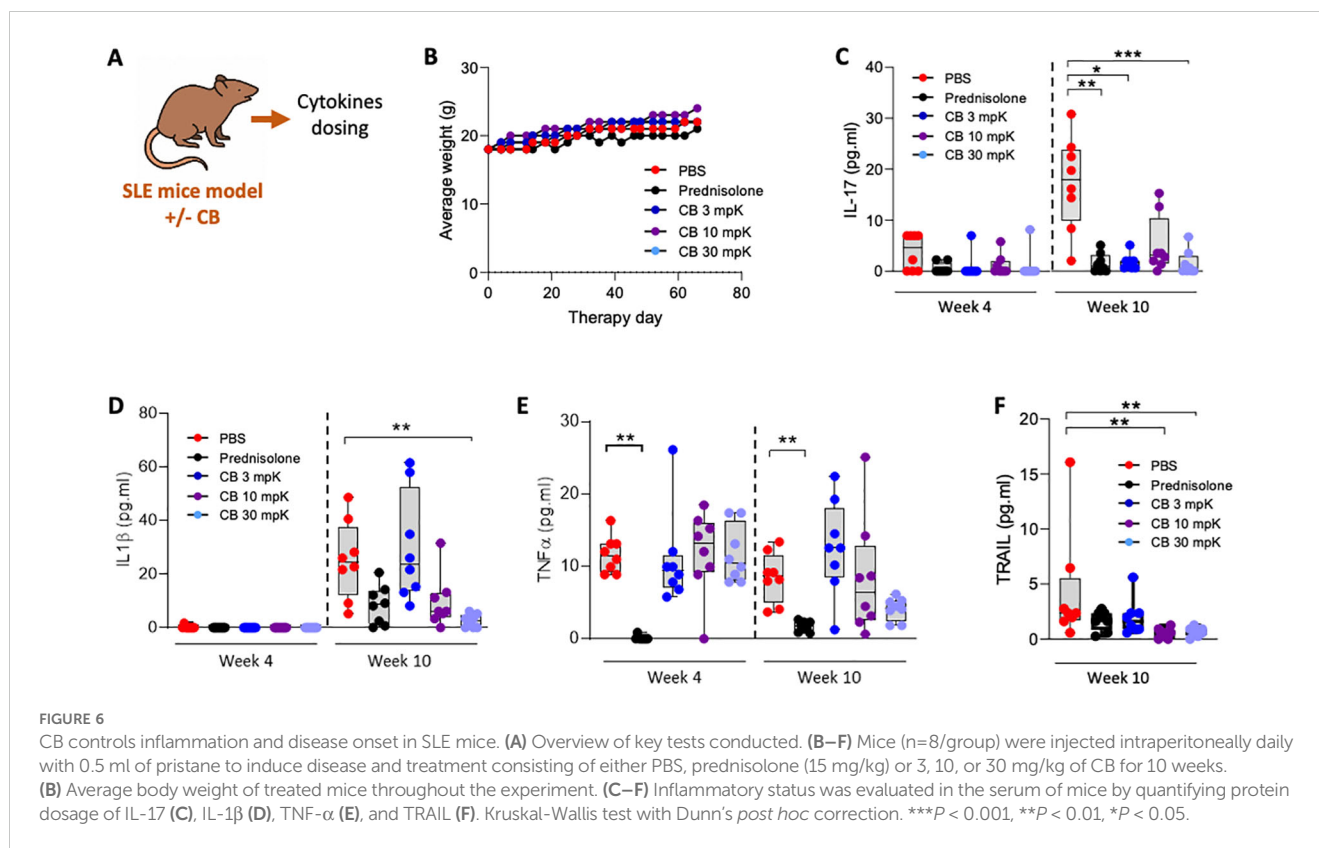 A
SLE mice model
+/- CB
Cytokines
dosing
B
Average weight (g)
30
20
10
0
0 20 40 60 80
Therapy day
PBS
Prednisolone
CB 3 mpK
CB 10 mpK
CB 30 mpK
C
IL-17 (pg.ml)
40
30
20
10
0
PBS
Prednisolone
CB 3 mpK
CB 10 mpK
CB 30 mpK
***
*
**
Week 4 Week 10
D
IL1β (pg.ml)
80
60
40
20
0
PBS
Prednisolone
CB 3 mpK
CB 10 mpK
CB 30 mpK
**
Week 4 Week 10
E
TNFα (pg.ml)
30
20
10
0
**
**
Week 4 Week 10
F
TRAIL (pg.ml)
20
15
10
5
0
**
**
PBS
Prednisolone
CB 3 mpK
CB 10 mpK
CB 30 mpK
Week 10
FIGURE 6
CB controls inflammation and disease onset in SLE mice. (A) Overview of key tests conducted. (B–F) Mice (n=8/group) were injected intraperitoneally daily
with 0.5 ml of pristane to induce disease and treatment consisting of either PBS, prednisolone (15 mg/kg) or 3, 10, or 30 mg/kg of CB for 10 weeks.
(B) Average body weight of treated mice throughout the experiment. (C–F) Inflammatory status was evaluated in the serum of mice by quantifying protein
dosage of IL-17 (C), IL-1β (D), TNF-α (E), and TRAIL (F). Kruskal-Wallis test with Dunn's post hoc correction. ***P < 0.001, **P < 0.01, *P < 0.05.